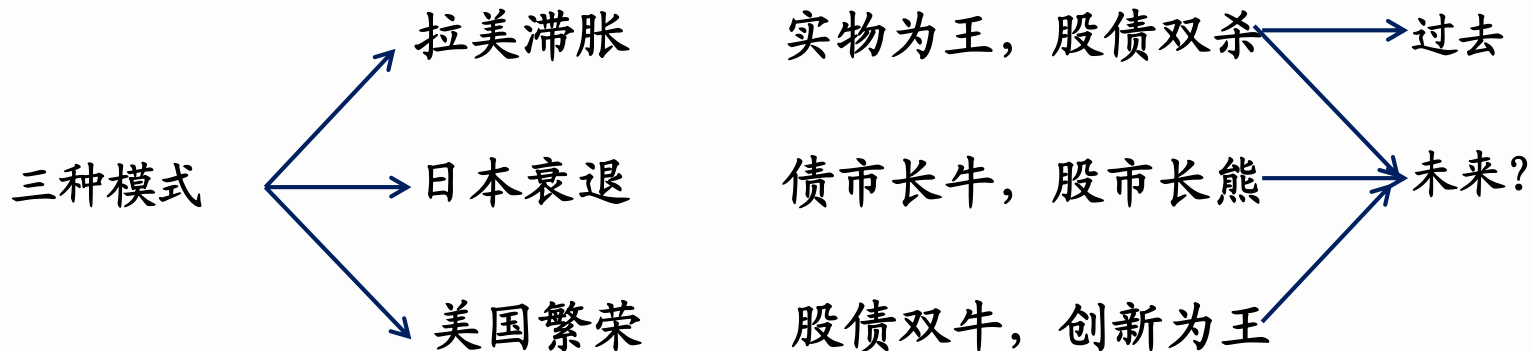 拉美滞胀 实物为王，股债双杀 过去
三种模式 日本衰退 债市长牛，股市长熊 未来？
美国繁荣 股债双牛，创新为王